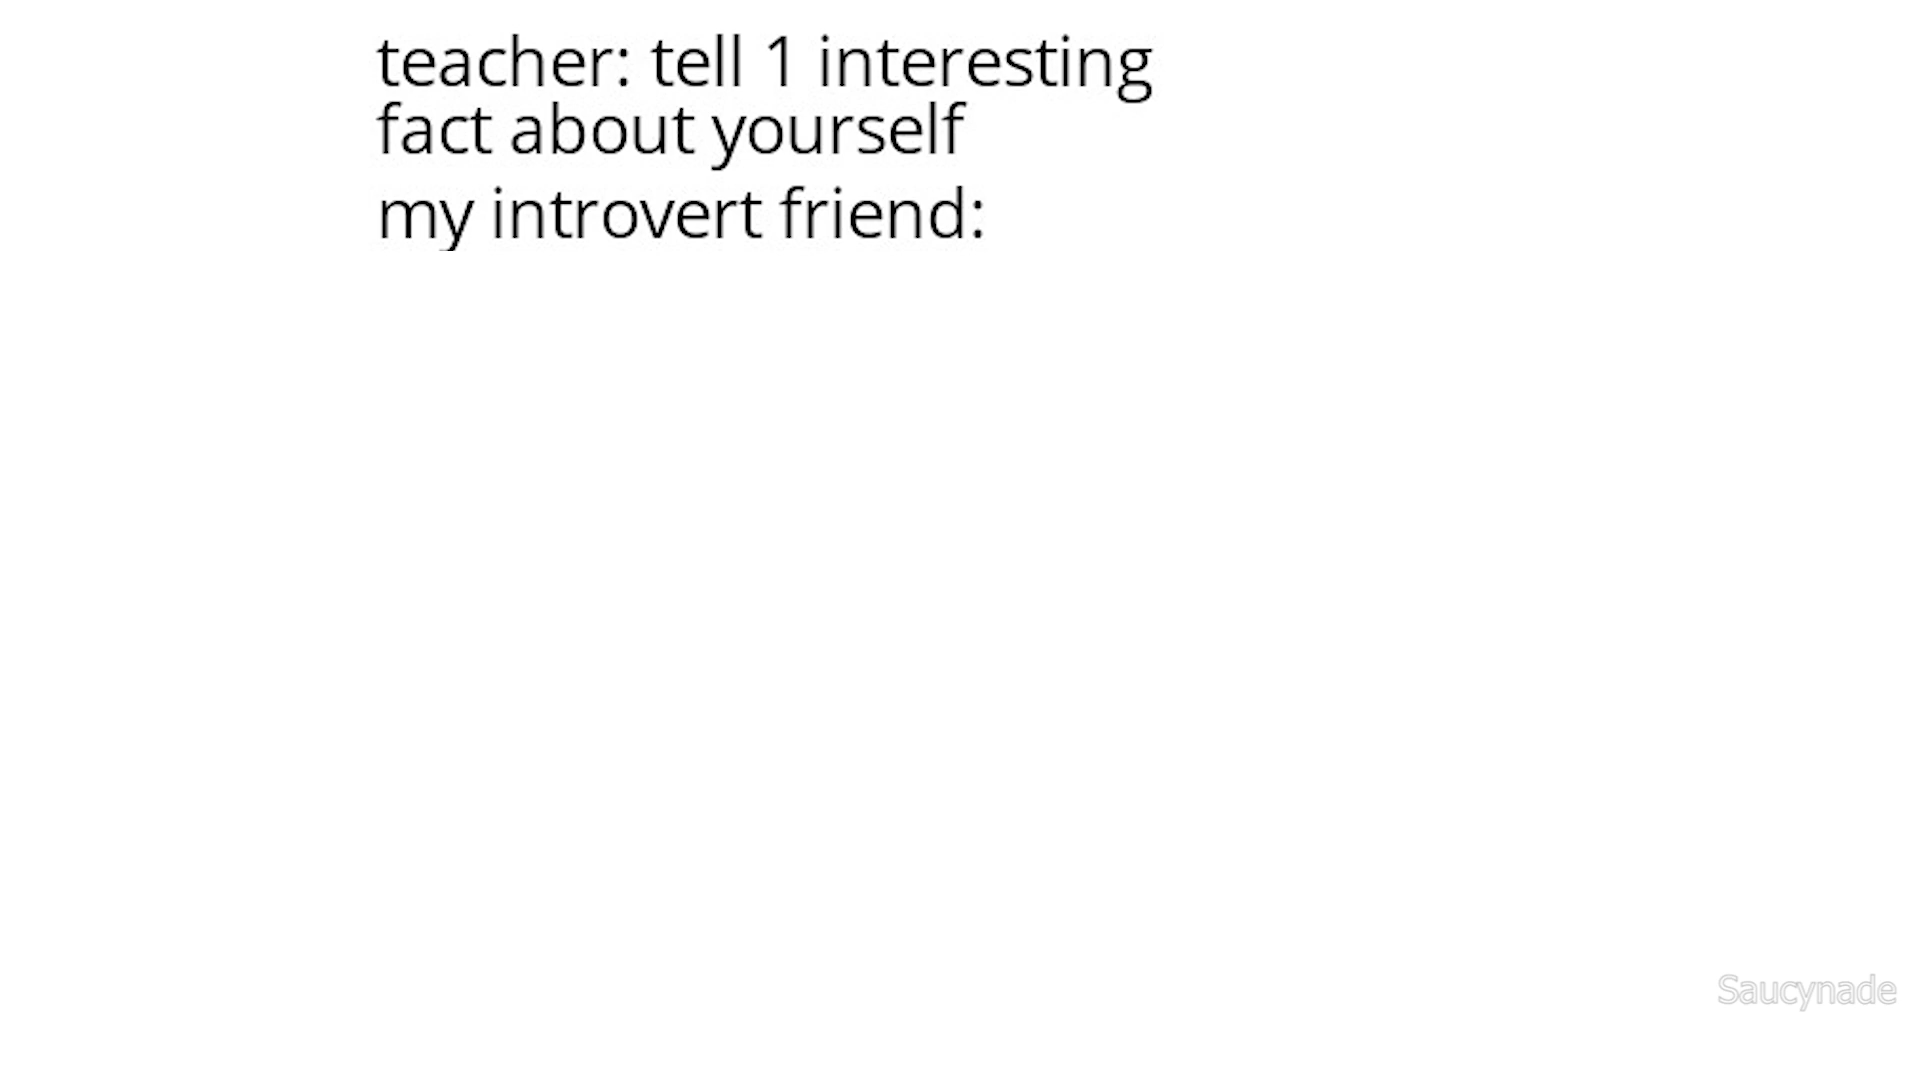 teacher: tell 1 interesting
fact about yourself
my introvert friend:
Saucynade